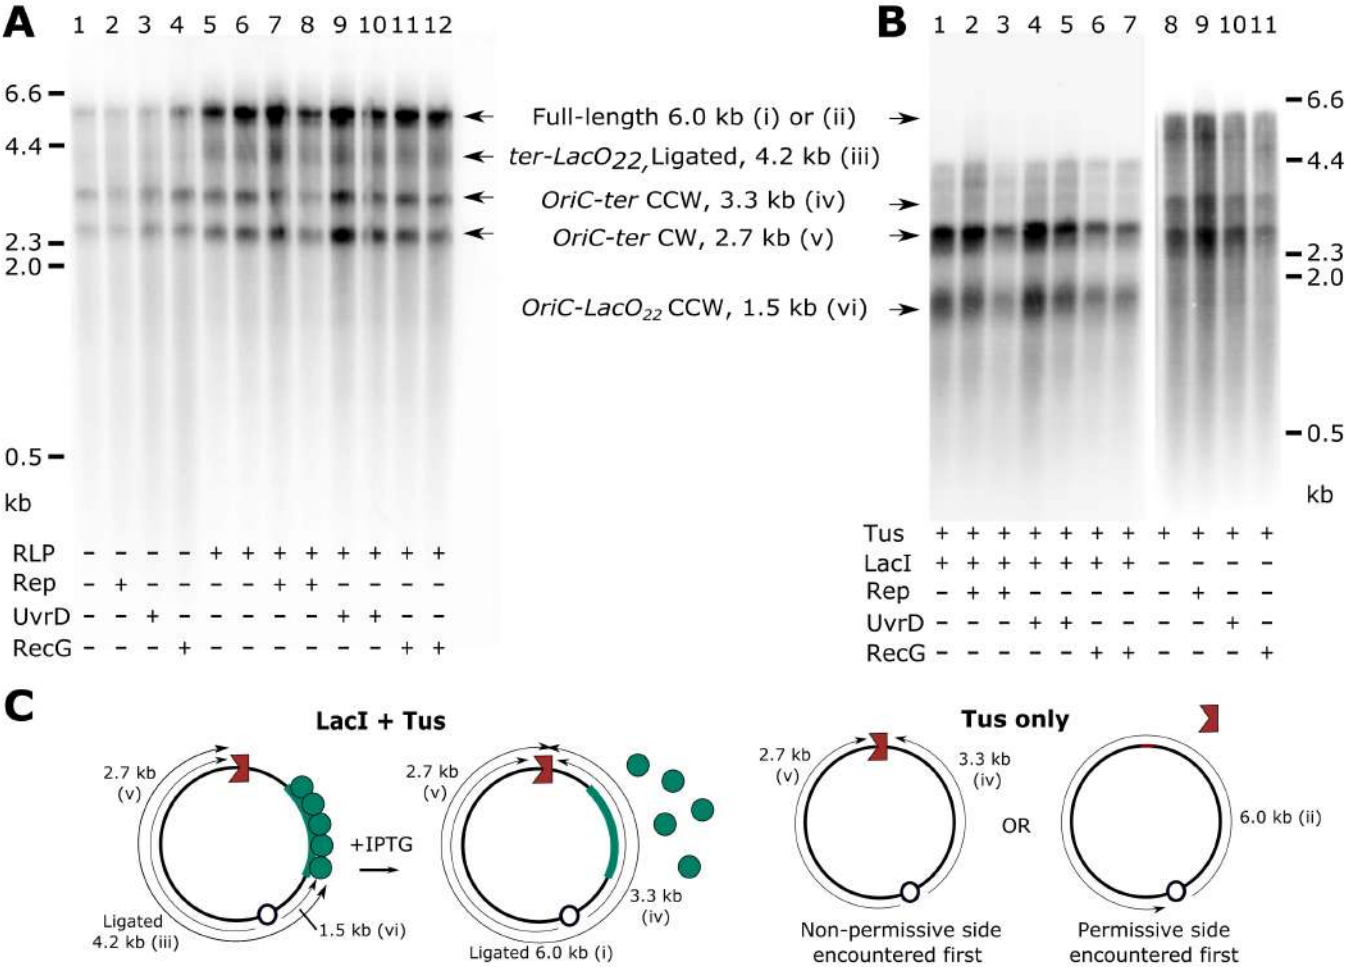 A
1 2 3 4 5 6 7 8 9 10 11 12
6.6
4.4
2.3
2.0
0.5
kb
RLP – – – – + + + + + + + +
Rep – + – – – – + + – – – –
UvrD – – + – – – – – + + – –
RecG – – – + – – – – – – + +
Full-length 6.0 kb (i) or (ii)
ter-LacO22, Ligated, 4.2 kb (iii)
OriC-ter CCW, 3.3 kb (iv)
OriC-ter CW, 2.7 kb (v)
OriC-LacO22 CCW, 1.5 kb (vi)
B
1 2 3 4 5 6 7 8 9 10 11
6.6
4.4
2.3
2.0
0.5
kb
Tus + + + + + + + + + + +
LacI + + + + + + + – – – –
Rep – + + – – – – – + – –
UvrD – – – + + – – – – + –
RecG – – – – – + + – – – +
C
LacI + Tus
2.7 kb
(v)
Ligated
4.2 kb (iii)
1.5 kb (vi)
+IPTG
2.7 kb
(v)
3.3 kb
(iv)
Ligated 6.0 kb (i)
Tus only
2.7 kb
(v)
3.3 kb
(iv)
Non-permissive side
encountered first
OR
6.0 kb (ii)
Permissive side
encountered first